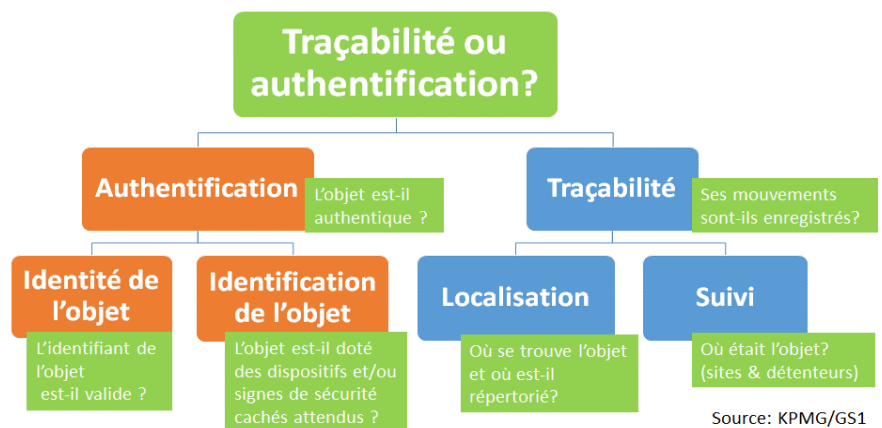 Traçabilité ou
authentification?
Authentification
L'objet est-il
authentique ?
Traçabilité
Ses mouvements
sont-ils enregistrés?
Identité de
l'objet
L'identifiant de
l'objet
est-il valide ?
Identification
de l'objet
L'objet est-il doté
des dispositifs et/ou
signes de sécurité
cachés attendus ?
Localisation
Où se trouve l'objet
et où est-il
répertorié?
Suivi
Où était l'objet?
(sites & détenteurs)
Source: KPMG/GS1